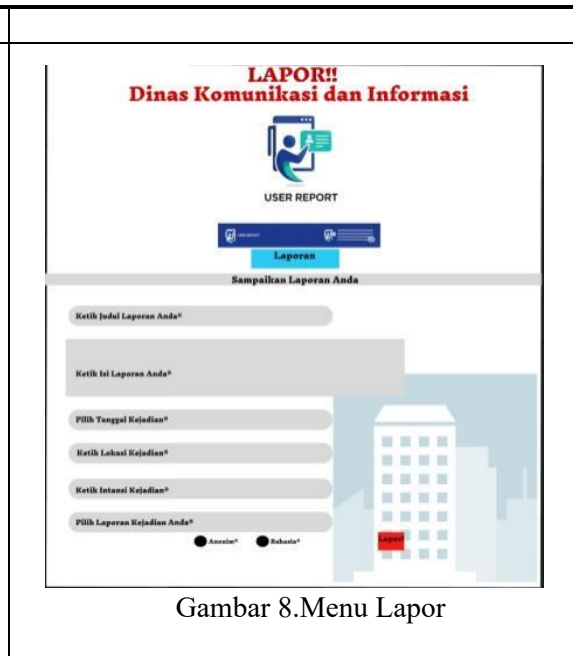 LAPOR!!
Dinas Komunikasi dan Informasi
USER REPORT
USER REPORT
Laporan
Sampaikan Laporan Anda
Ketik Judul Laporan Anda*
Ketik Isi Laporan Anda*
Pilih Tanggal Kejadian*
Ketik Lokasi Kejadian*
Ketik Intansi Kejadian*
Pilih Laporan Kejadian Anda*
Anonim* Rahasia*
Lapor!
Gambar 8.Menu Lapor